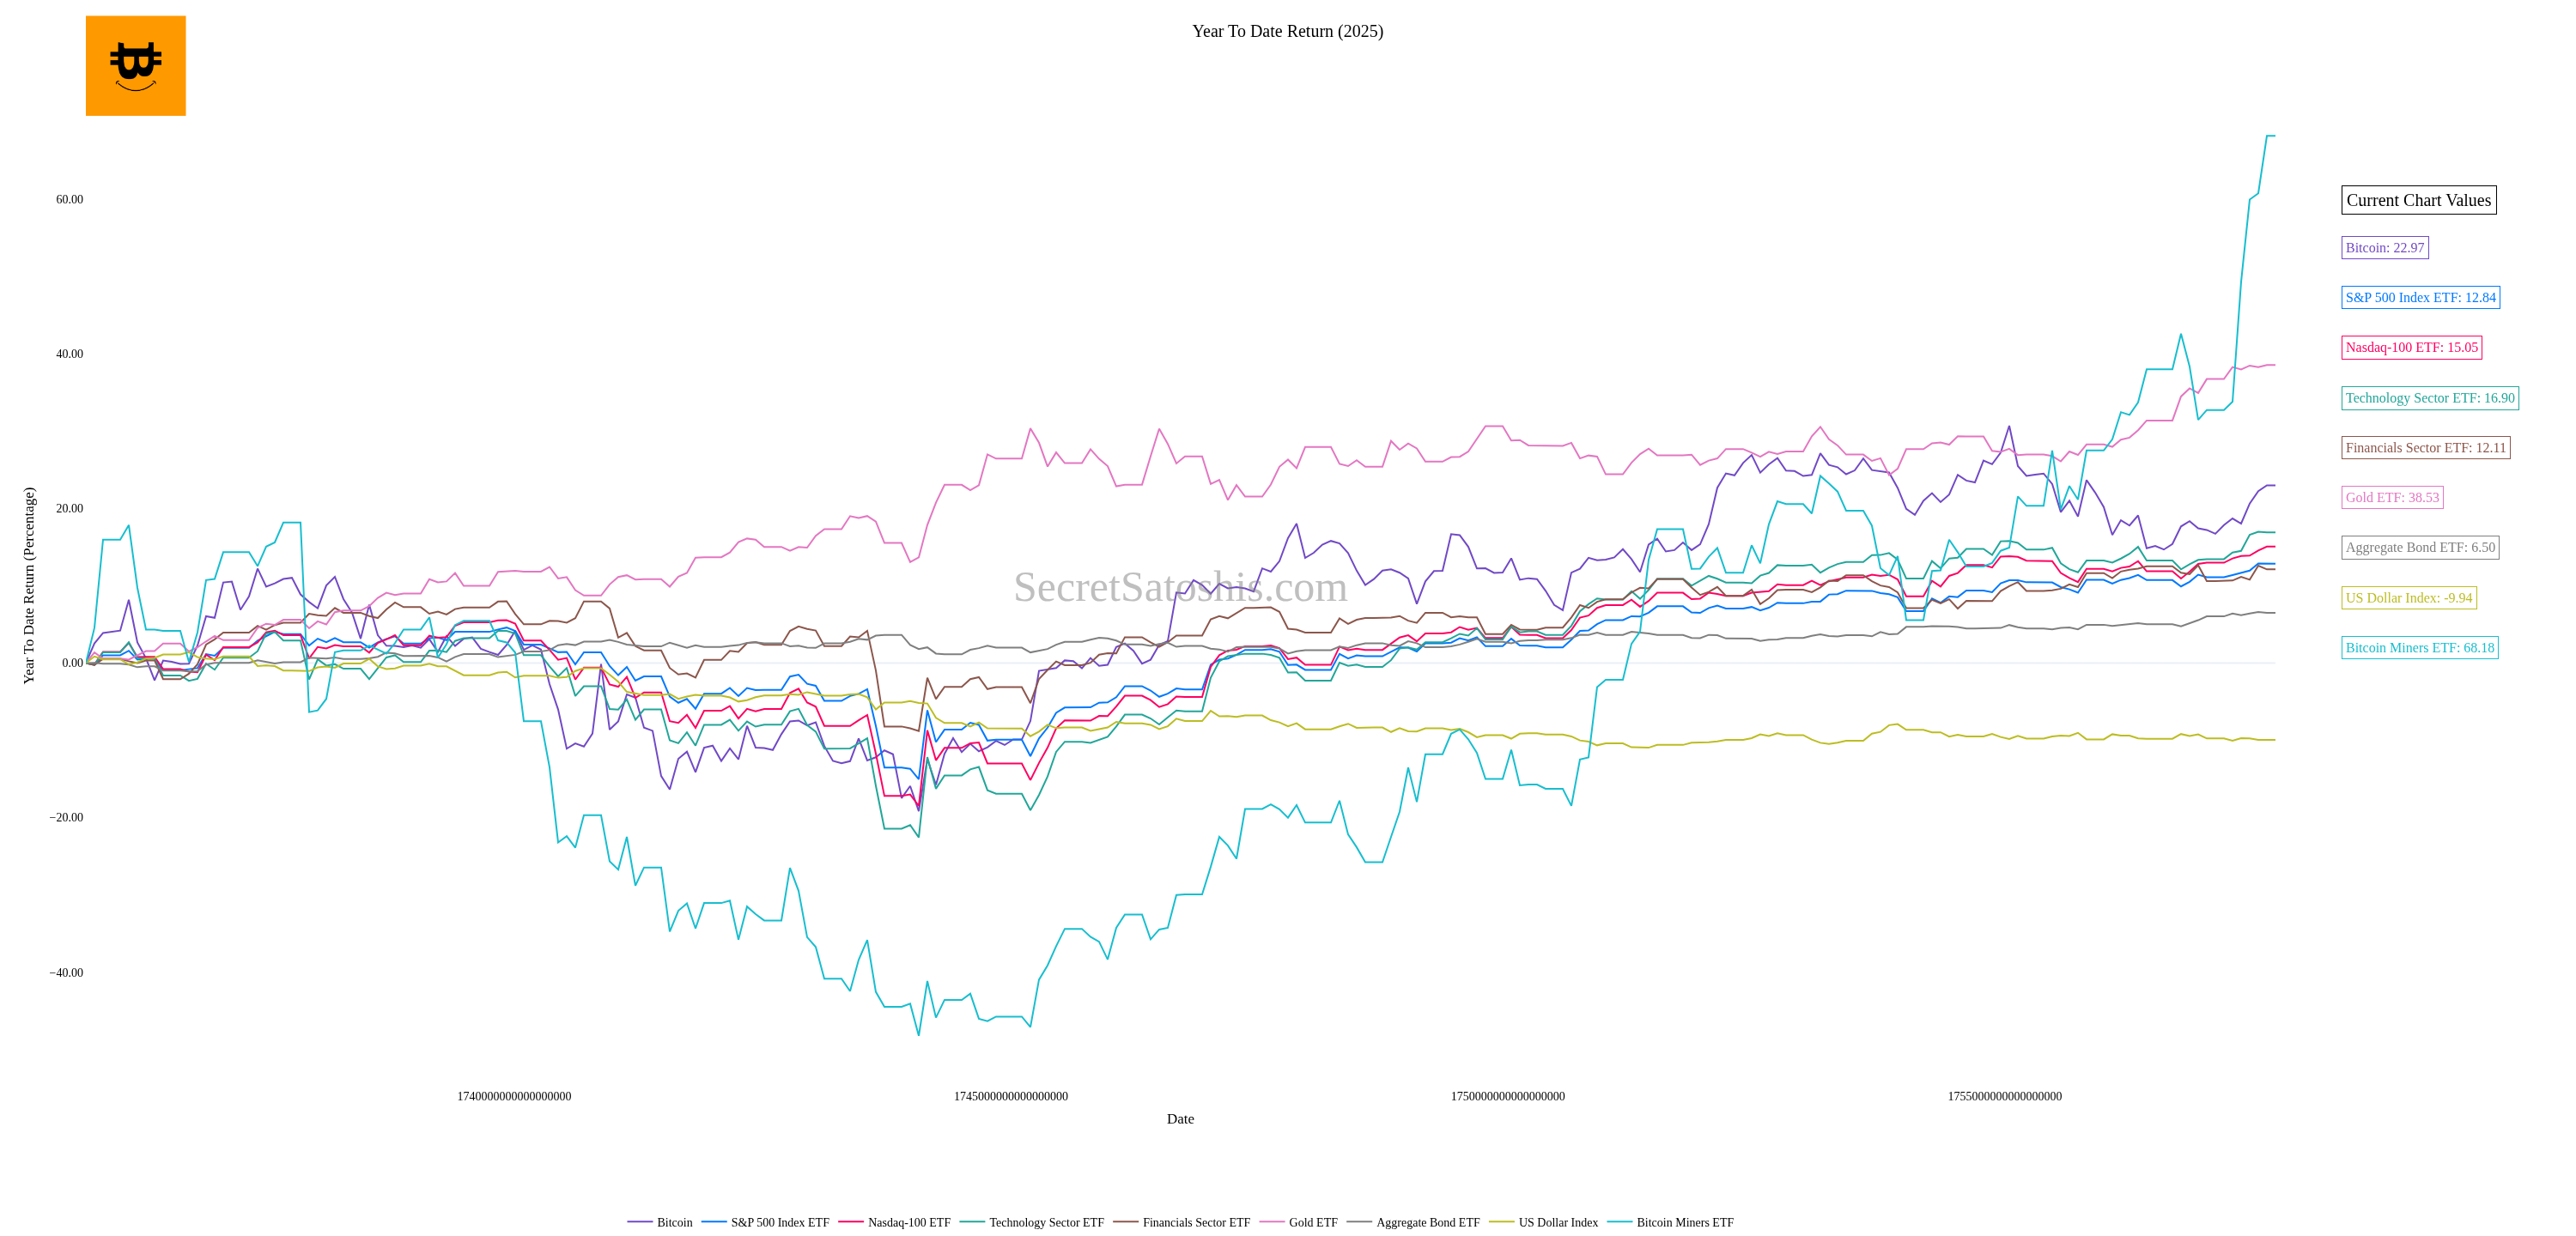 Year To Date Return (2025)
60.00
40.00
20.00
0.00
−20.00
−40.00
Year To Date Return (Percentage)
SecretSatoshis.com
Current Chart Values
Bitcoin: 22.97
S&P 500 Index ETF: 12.84
Nasdaq-100 ETF: 15.05
Technology Sector ETF: 16.90
Financials Sector ETF: 12.11
Gold ETF: 38.53
Aggregate Bond ETF: 6.50
US Dollar Index: -9.94
Bitcoin Miners ETF: 68.18
1740000000000000000 1745000000000000000 1750000000000000000 1755000000000000000
Date
Bitcoin S&P 500 Index ETF Nasdaq-100 ETF Technology Sector ETF Financials Sector ETF Gold ETF Aggregate Bond ETF US Dollar Index Bitcoin Miners ETF